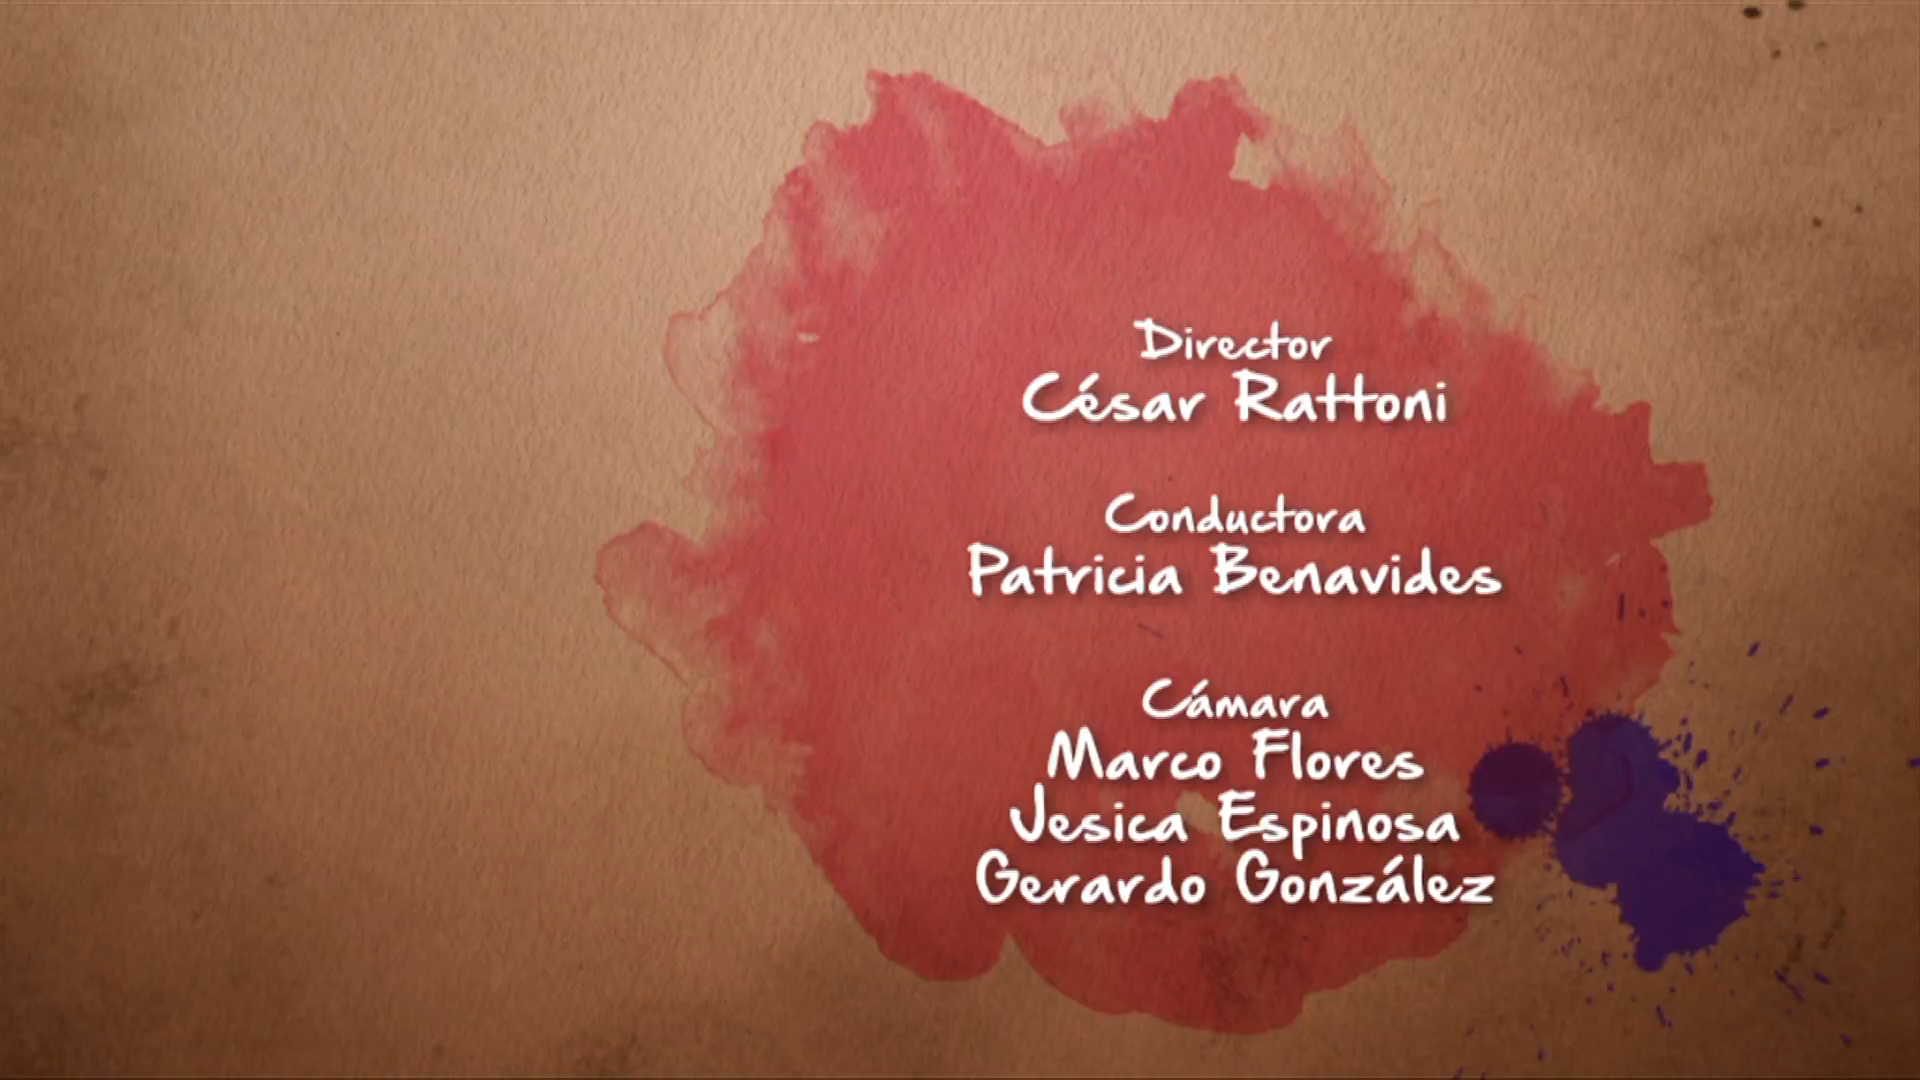 Director
César Rattoni
Conductora
Patricia Benavides
Cámara
Marco Flores
Jesica Espinosa
Gerardo González